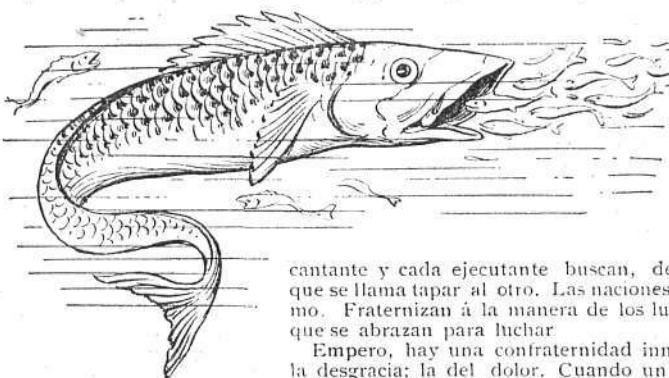 cantante y cada ejecutante buscan, de
que se llama tapar al otro. Las naciones
mo. Fraternizan á la manera de los lu
que se abrazan para luchar
Empero, hay una confraternidad inn
la desgracia; la del dolor. Cuando un